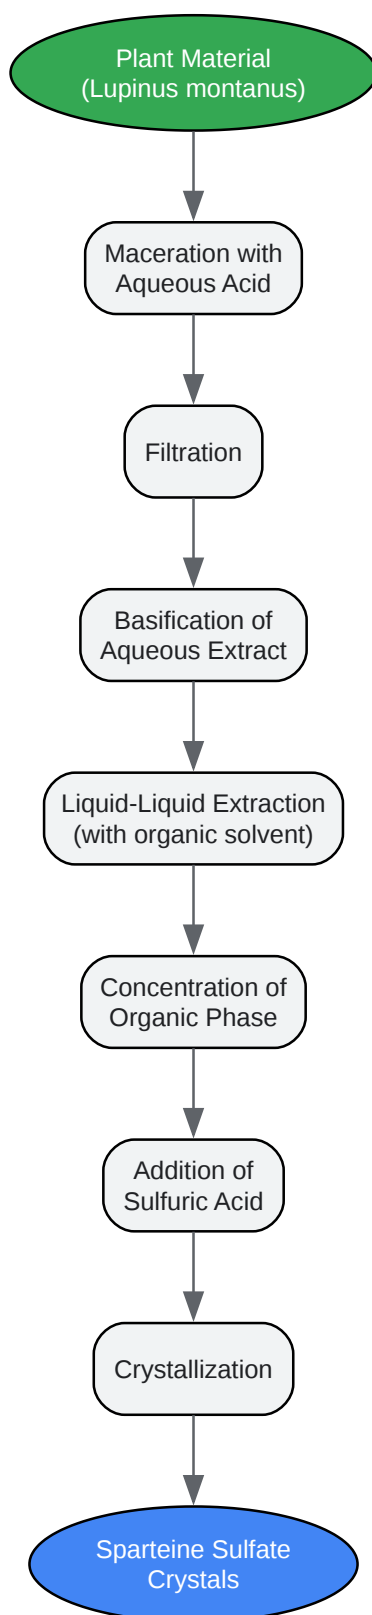 Plant Material
(Lupinus montanus)
Maceration with
Aqueous Acid
Filtration
Basification of
Aqueous Extract
Liquid-Liquid Extraction
(with organic solvent)
Concentration of
Organic Phase
Addition of
Sulfuric Acid
Crystallization
Sparteine Sulfate
Crystals